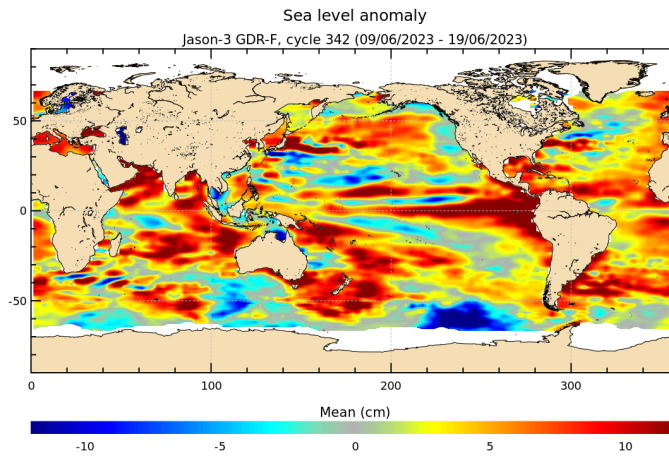 Sea level anomaly
Jason-3 GDR-F, cycle 342 (09/06/2023 - 19/06/2023)
50
0
-50
0 100 200 300
Mean (cm)
-10 -5 0 5 10